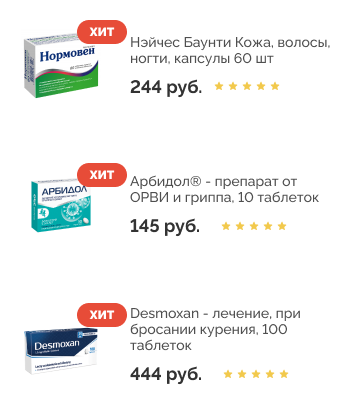 ХИТ
Нормовен
Нэйчес Баунти Кожа, волосы,
ногти, капсулы 60 шт
244 руб.
ХИТ
АРБИДОЛ
Арбидол® - препарат от
ОРВИ и гриппа, 10 таблеток
145 руб.
ХИТ
Desmoxan
Desmoxan - лечение, при
бросании курения, 100
таблеток
444 руб.